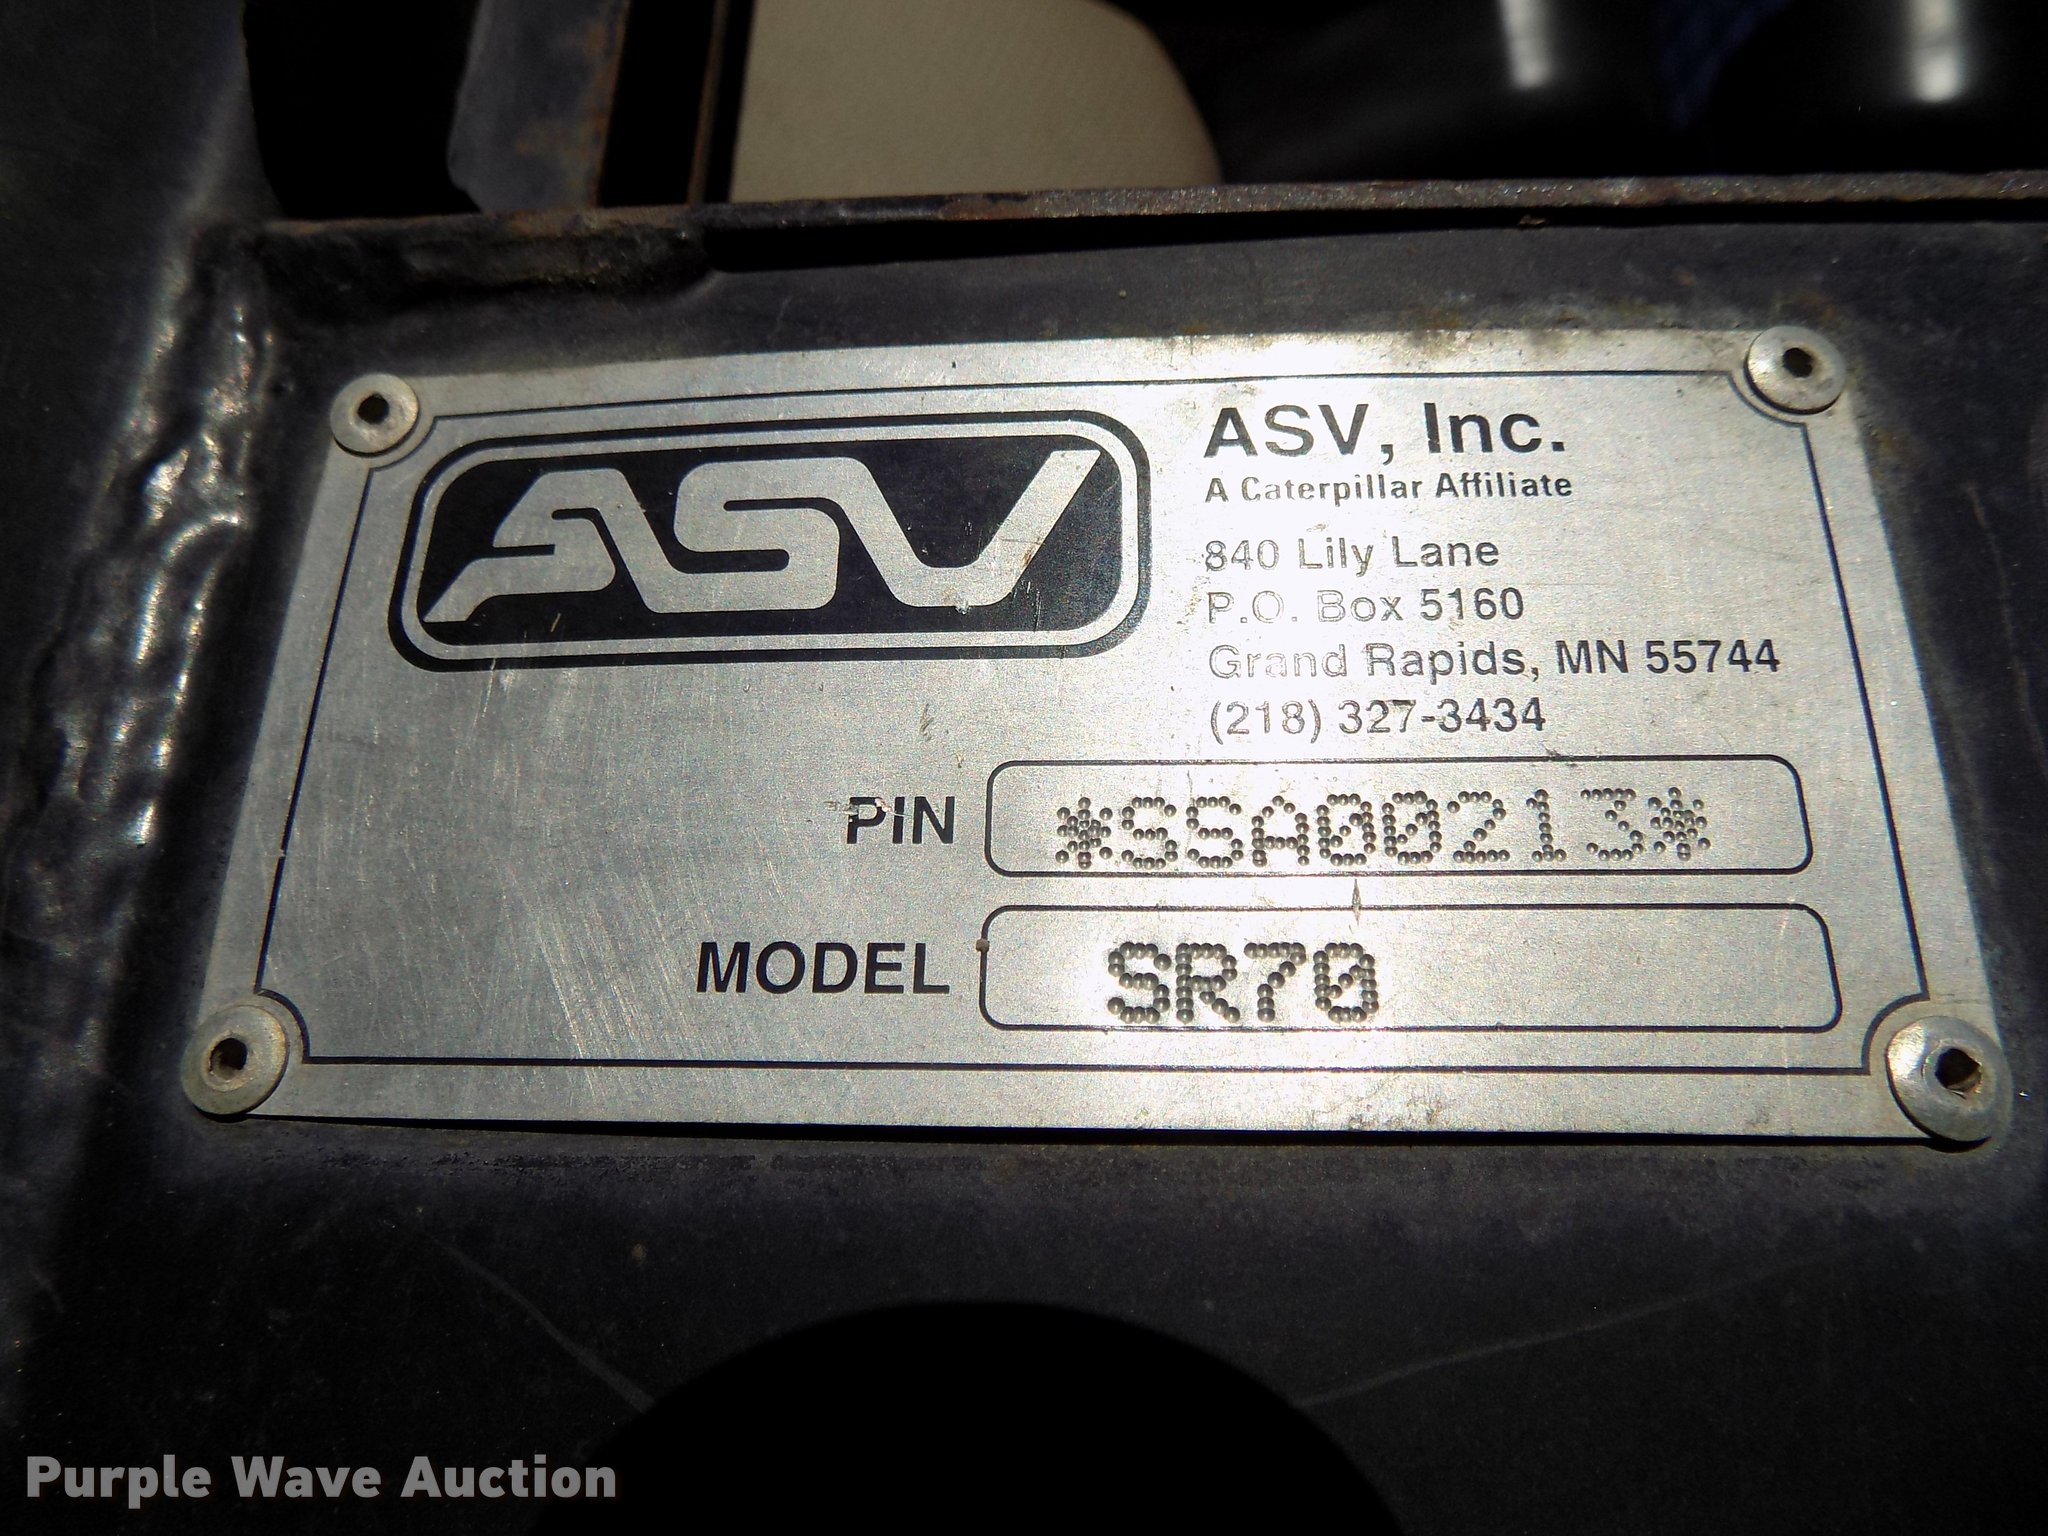 ASV
ASV, Inc.
A Caterpillar Affiliate
840 Lily Lane
P.O. Box 5160
Grand Rapids, MN 55744
(218) 327-3434
PIN *SSA00213*
MODEL SR70
Purple Wave Auction